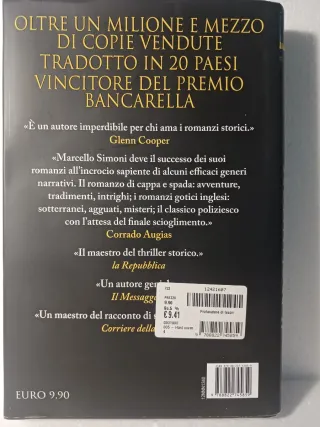 OLTRE UN MILIONE E MEZZO
DI COPIE VENDUTE
TRADOTTO IN 20 PAESI
VINCITORE DEL PREMIO
BANCARELLA
«È un autore imperdibile per chi ama i romanzi storici.»
Glenn Cooper
«Marcello Simoni deve il successo dei suoi
romanzi all'incrocio sapiente di alcuni efficaci generi
narrativi. Il romanzo di cappa e spada: avventure,
tradimenti, intrighi; i romanzi gotici inglesi:
sotterranei, agguati, misteri; il classico poliziesco
con l'attesa del finale scioglimento.»
Corrado Augias
«Il maestro del thriller storico.»
la Repubblica
«Un autore
Il
«Un maestro del racconto di
Corriere della
12421607
€ 9.41
EURO 9,90